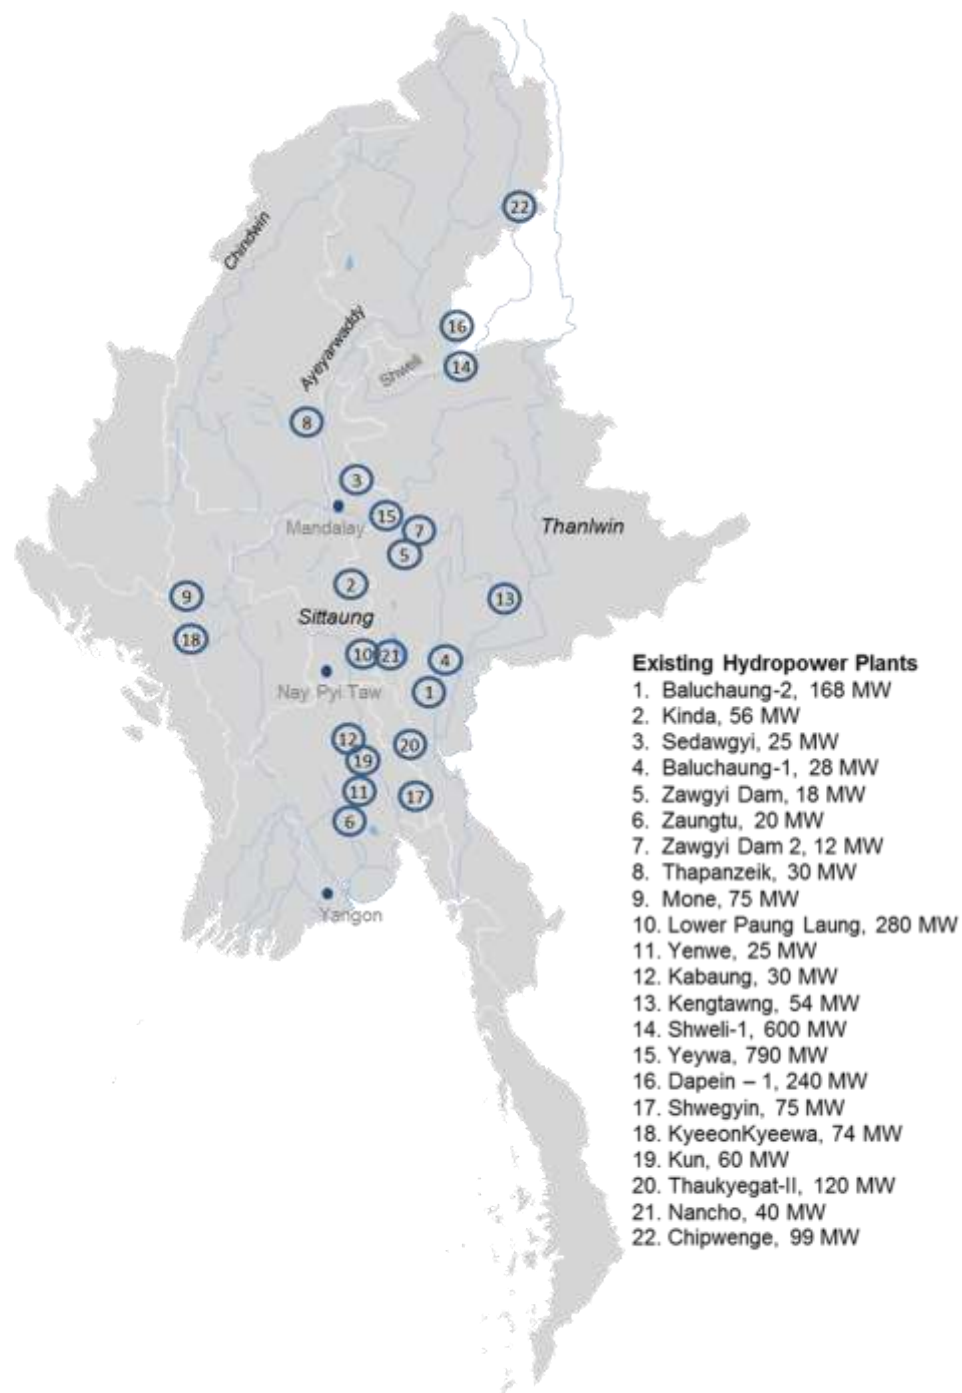 22
Chindwin
16
Ayeyarwaddy
Shweli
14
8
3
Mandalay
15
7
Thanlwin
5
2
9
13
Sittaung
18
10
21
4
Nay Pyi Taw
1
12
20
19
11
17
6
Yangon
Existing Hydropower Plants
1. Baluchaung-2, 168 MW
2. Kinda, 56 MW
3. Sedawgyi, 25 MW
4. Baluchaung-1, 28 MW
5. Zawgyi Dam, 18 MW
6. Zaungtu, 20 MW
7. Zawgyi Dam 2, 12 MW
8. Thapanzeik, 30 MW
9. Mone, 75 MW
10. Lower Paung Laung, 280 MW
11. Yenwe, 25 MW
12. Kabaung, 30 MW
13. Kengtawng, 54 MW
14. Shweli-1, 600 MW
15. Yeywa, 790 MW
16. Dapein – 1, 240 MW
17. Shwegyin, 75 MW
18. KyeeonKyeewa, 74 MW
19. Kun, 60 MW
20. Thaukyegat-II, 120 MW
21. Nancho, 40 MW
22. Chipwenge, 99 MW